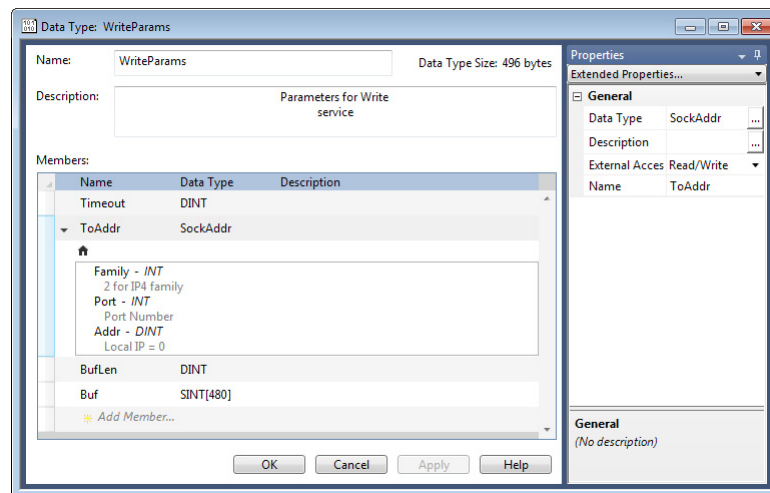 Data Type: WriteParams
Name: WriteParams Data Type Size: 496 bytes
Description: Parameters for Write
service
Members:
Name Data Type Description
Timeout DINT
ToAddr SockAddr
Family - INT
2 for IP4 family
Port - INT
Port Number
Addr - DINT
Local IP = 0
BufLen DINT
Buf SINT[480]
Add Member...
OK Cancel Apply Help
Properties
Extended Properties...
General
Data Type SockAddr ...
Description ...
External Acces Read/Write
Name ToAddr
General
(No description)